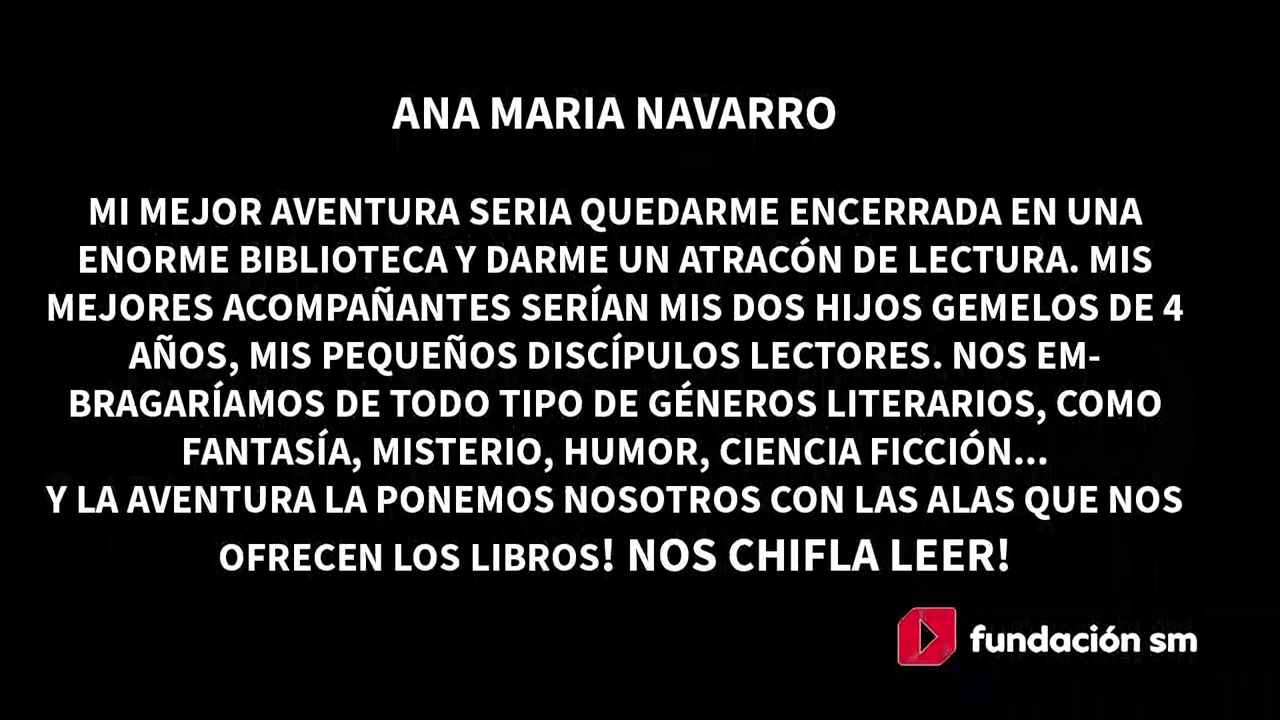 ANA MARIA NAVARRO
MI MEJOR AVENTURA SERIA QUEDARME ENCERRADA EN UNA
ENORME BIBLIOTECA Y DARME UN ATRACÓN DE LECTURA. MIS
MEJORES ACOMPAÑANTES SERÍAN MIS DOS HIJOS GEMELOS DE 4
AÑOS, MIS PEQUEÑOS DISCÍPULOS LECTORES. NOS EM-
BRAGARÍAMOS DE TODO TIPO DE GÉNEROS LITERARIOS, COMO
FANTASÍA, MISTERIO, HUMOR, CIENCIA FICCIÓN...
Y LA AVENTURA LA PONEMOS NOSOTROS CON LAS ALAS QUE NOS
OFRECEN LOS LIBROS! NOS CHIFLA LEER!
fundación sm